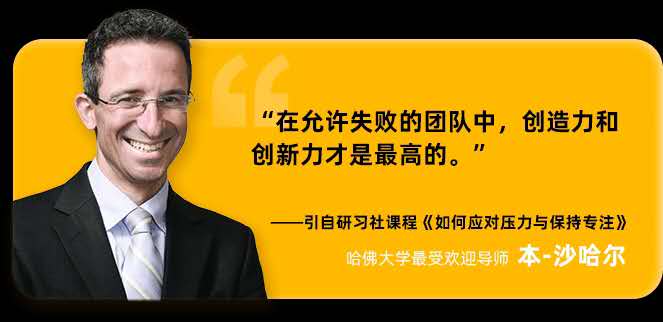 “在允许失败的团队中，创造力和
创新力才是最高的。”
——引自研习社课程《如何应对压力与保持专注》
哈佛大学最受欢迎导师 本-沙哈尔